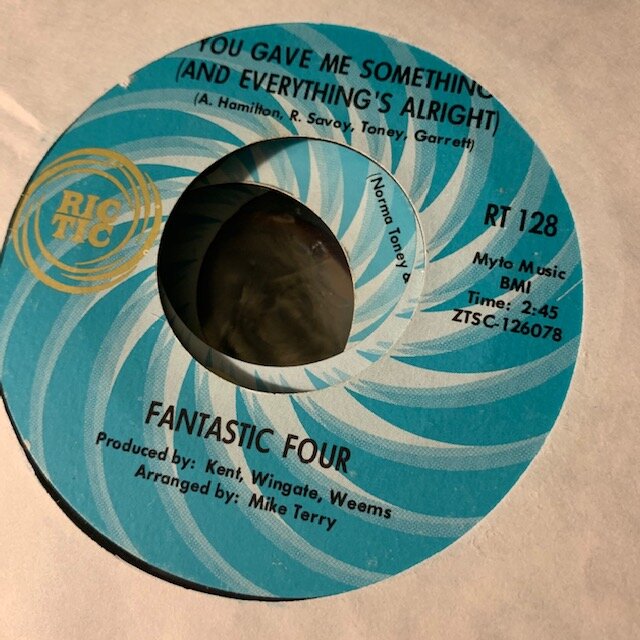 YOU GAVE ME SOMETHING
(AND EVERYTHING'S ALRIGHT)
(A. Hamilton, R. Savoy, Toney, Garrett)
RIC
TIC
(Norma Toney &
RT 128
Myto Music
BMI
Time: 2:45
ZTSC-126078
FANTASTIC FOUR
Produced by: Kent, Wingate, Weems
Arranged by: Mike Terry